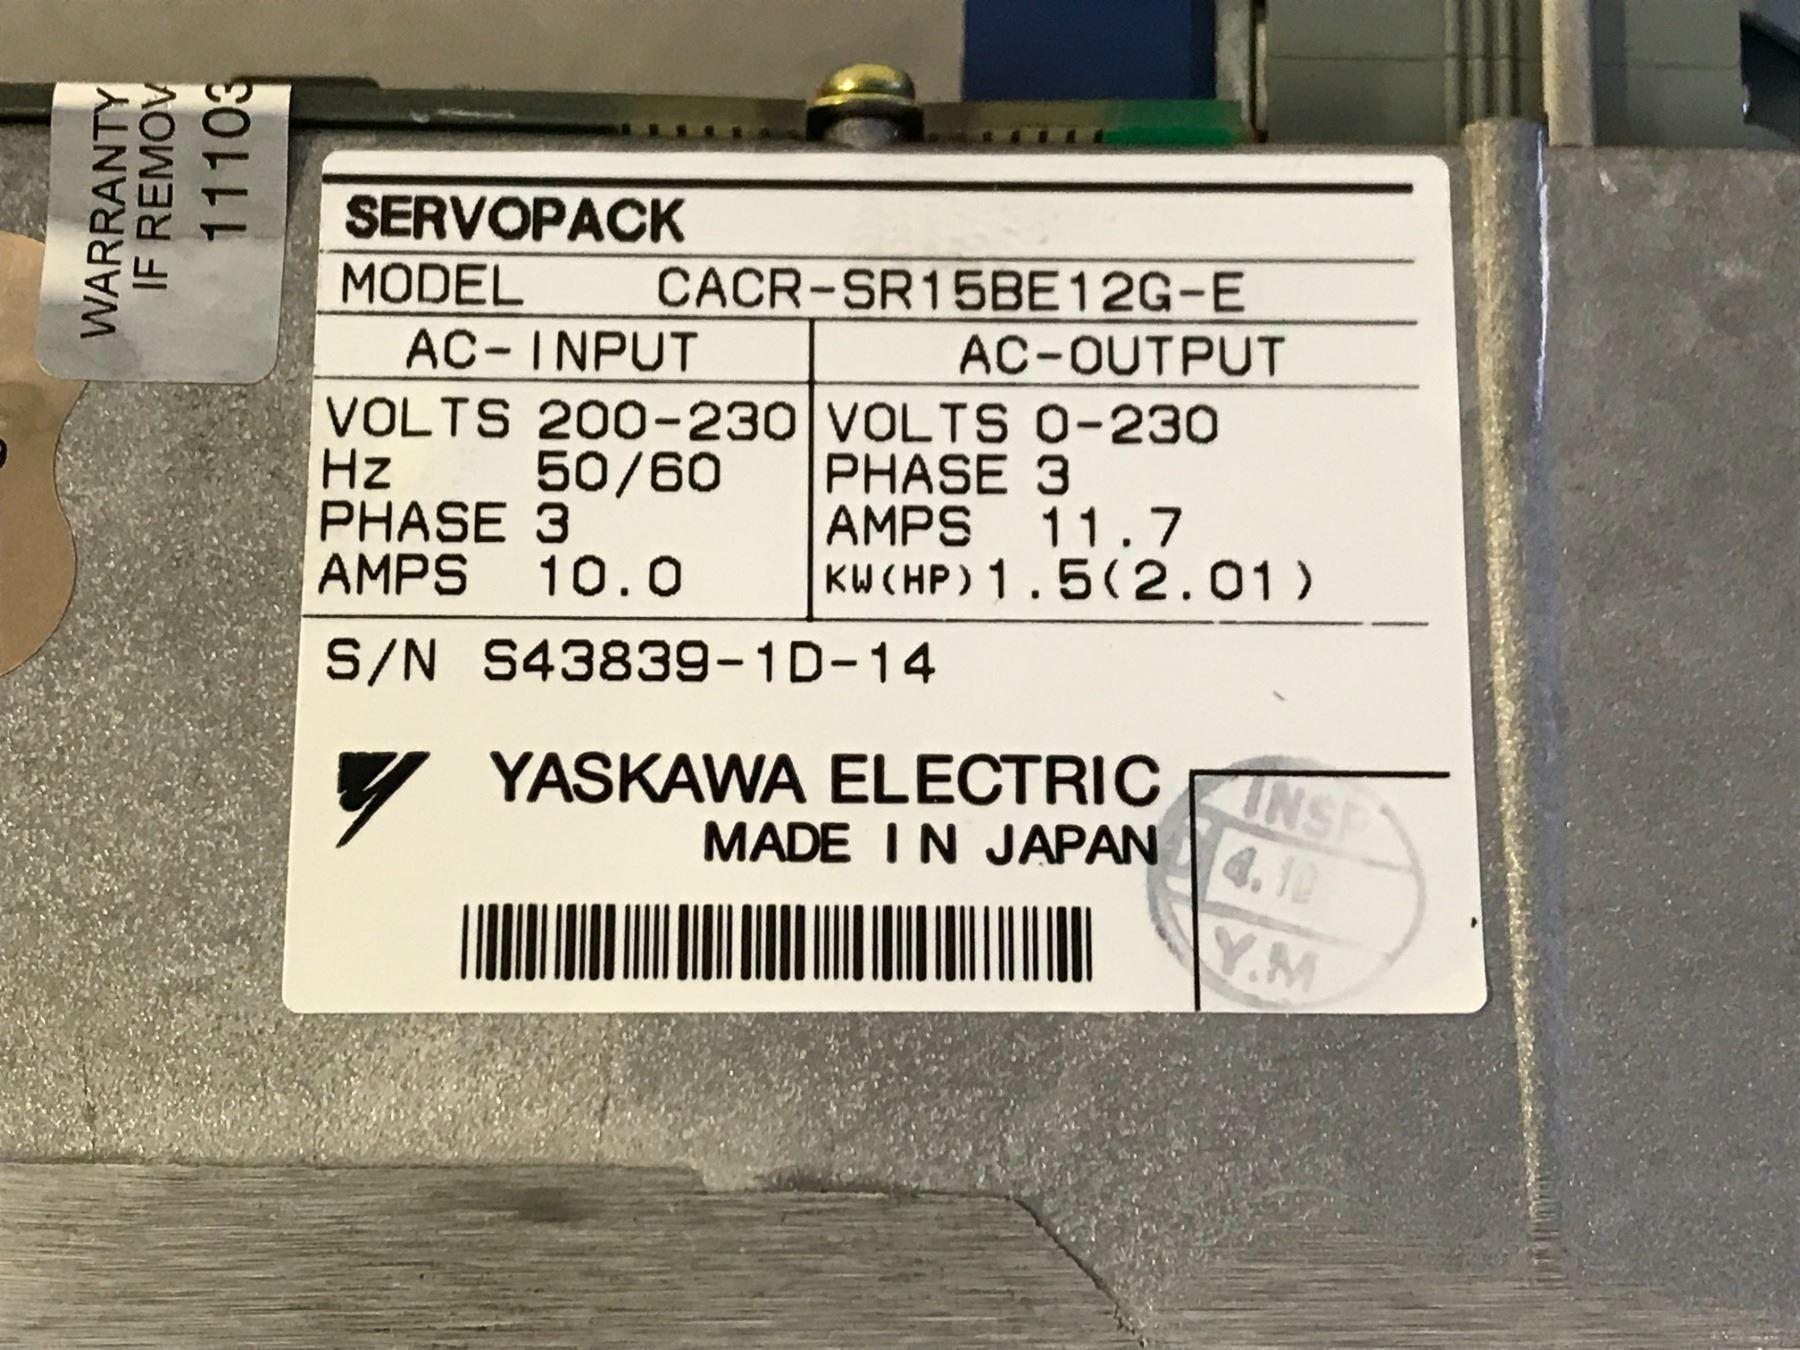 WARRANTY
IF REMOV
11103
SERVOPACK
MODEL CACR-SR15BE12G-E
AC-INPUT AC-OUTPUT
VOLTS 200-230 VOLTS 0-230
Hz 50/60 PHASE 3
PHASE 3 AMPS 11.7
AMPS 10.0 KW(HP) 1.5(2.01)
S/N S43839-1D-14
YASKAWA ELECTRIC
MADE IN JAPAN
INSP
4.10
Y.M